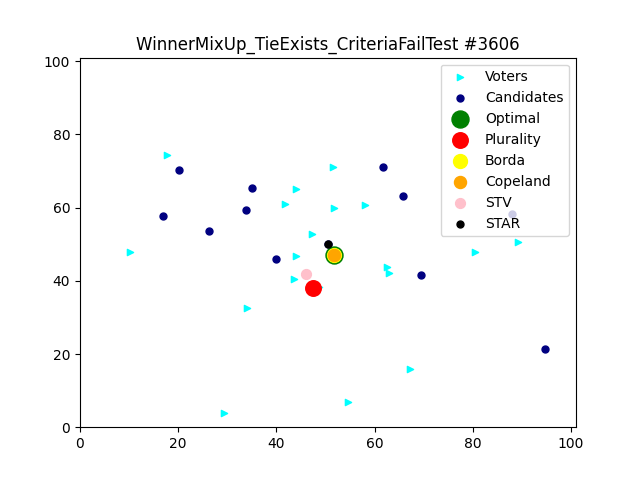 WinnerMixUp_TieExists_CriteriaFailTest #3606
100
80
60
40
20
0
0 20 40 60 80 100
Voters
Candidates
Optimal
Plurality
Borda
Copeland
STV
STAR